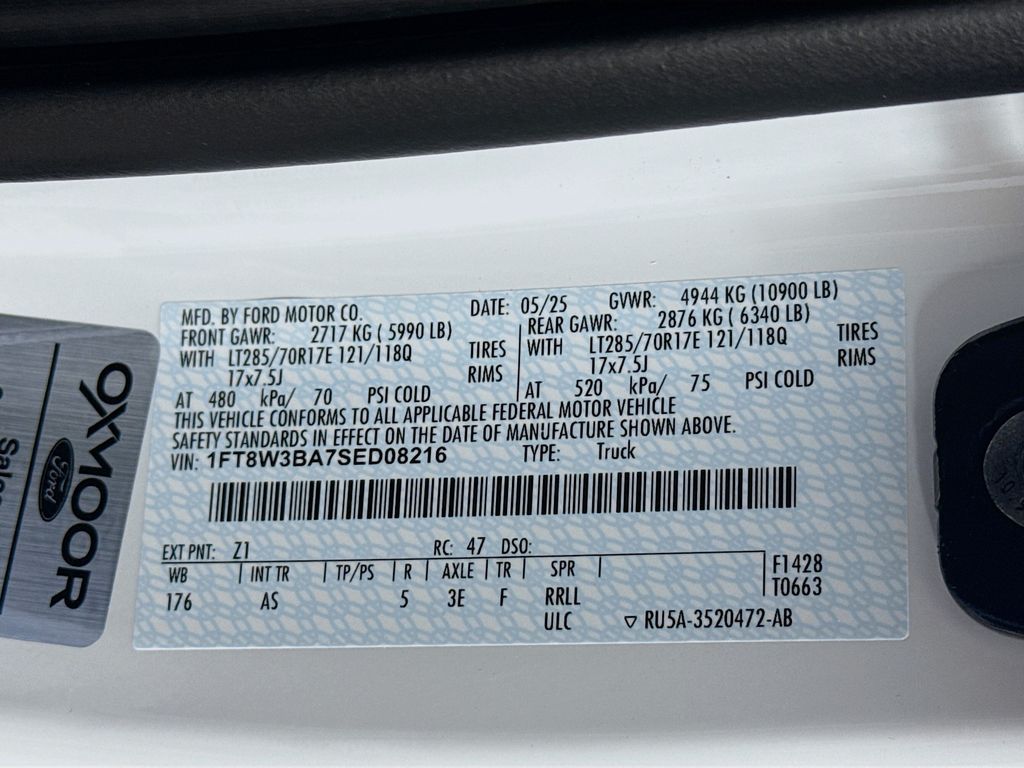 MFD. BY FORD MOTOR CO. DATE: 05/25 GVWR: 4944 KG (10900 LB)
FRONT GAWR: 2717 KG ( 5990 LB) REAR GAWR: 2876 KG ( 6340 LB)
WITH LT285/70R17E 121/118Q TIRES WITH LT285/70R17E 121/118Q TIRES
17x7.5J RIMS 17x7.5J RIMS
AT 480 kPa/ 70 PSI COLD AT 520 kPa/ 75 PSI COLD
THIS VEHICLE CONFORMS TO ALL APPLICABLE FEDERAL MOTOR VEHICLE
SAFETY STANDARDS IN EFFECT ON THE DATE OF MANUFACTURE SHOWN ABOVE.
VIN: 1FT8W3BA7SED08216 TYPE: Truck
EXT PNT: Z1 RC: 47 DSO:
WB INT TR TP/PS R AXLE TR SPR F1428
176 AS 5 3E F RRLL T0663
ULC RU5A-3520472-AB
OXMOOR
Ford